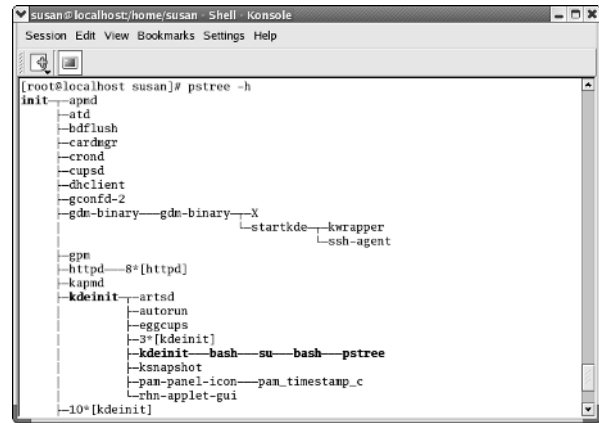 susan@localhost:/home/susan - Shell - Konsole
Session Edit View Bookmarks Settings Help
[root@localhost susan]# pstree -h
init─┬─apmd
     ├─atd
     ├─bdflush
     ├─cardmgr
     ├─crond
     ├─cupsd
     ├─dhclient
     ├─gconfd-2
     ├─gdm-binary───gdm-binary─┬─X
     │                         └─startkde─┬─kwrapper
     │                                    └─ssh-agent
     ├─gpm
     ├─httpd───8*[httpd]
     ├─kapmd
     ├─kdeinit─┬─artsd
     │         ├─autorun
     │         ├─eggcups
     │         ├─3*[kdeinit]
     │         ├─kdeinit───bash───su───bash───pstree
     │         ├─ksnapshot
     │         ├─pam-panel-icon───pam_timestamp_c
     │         └─rhn-applet-gui
     ├─10*[kdeinit]